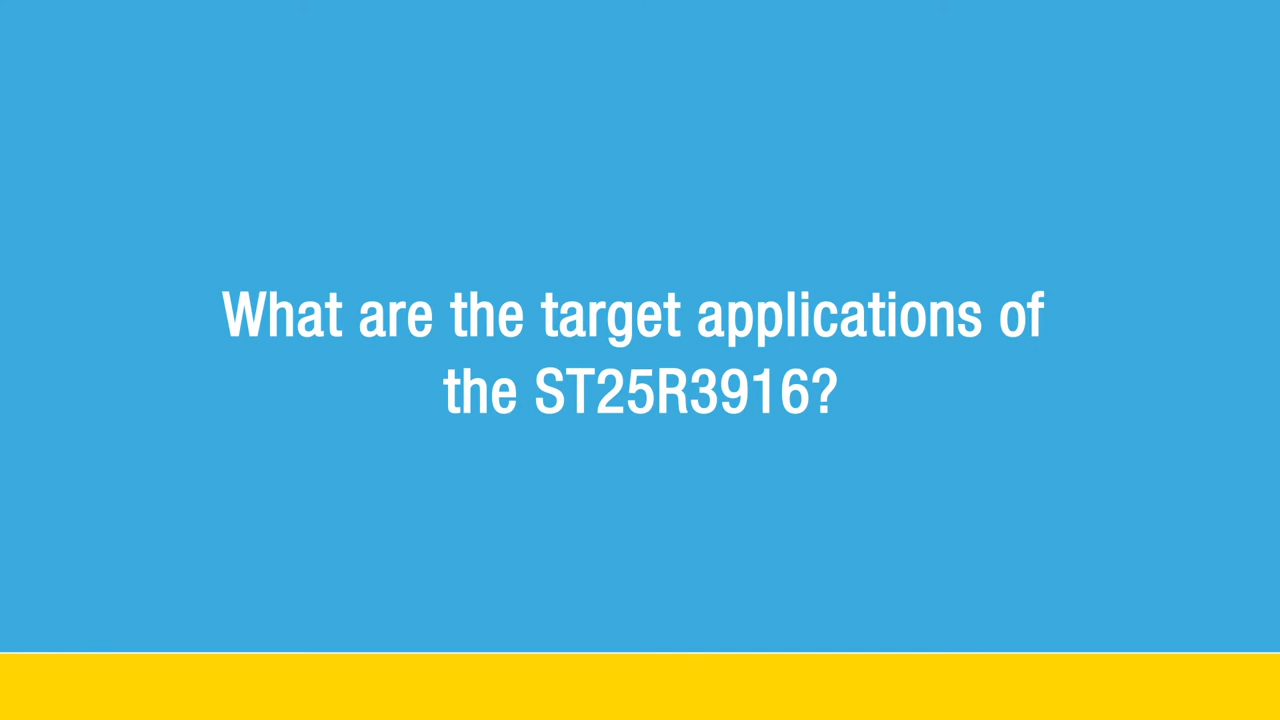 What are the target applications of
the ST25R3916?